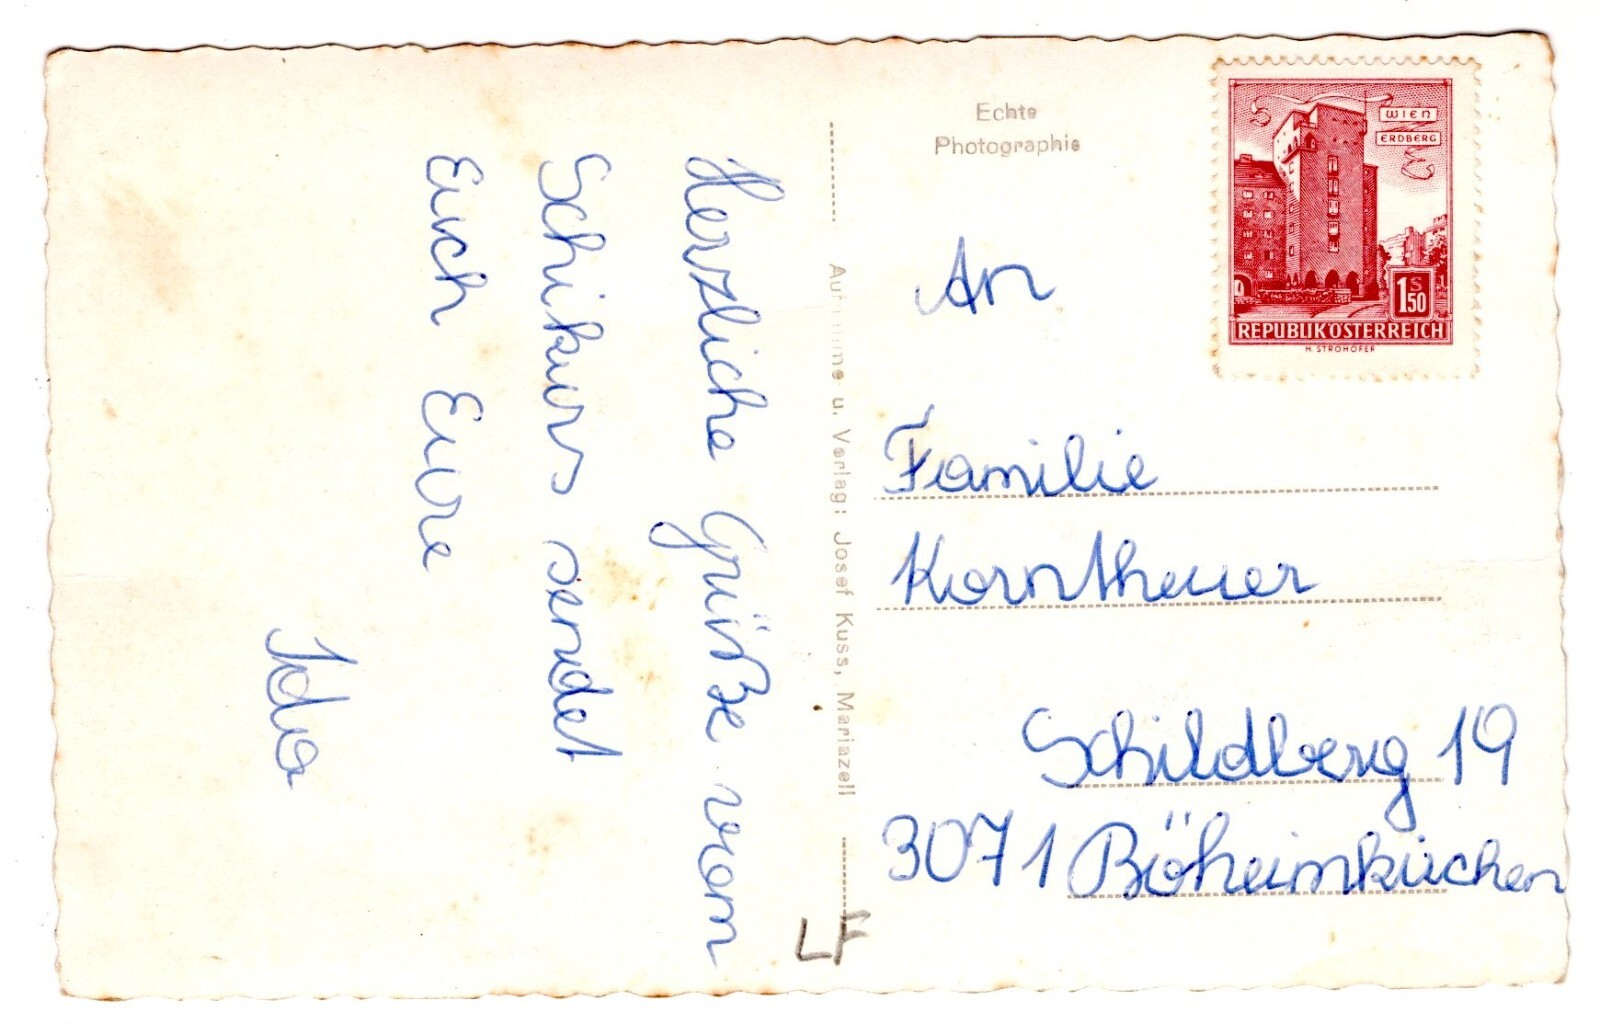 Herzliche Grüße vom
Schikurs sendet
Euch Eure
Ida
Aufnahme u. Verlag: Josef Kuss, Mariazell
Echte
Photographie
WIEN
ERDBERG
1 S 50
REPUBLIK ÖSTERREICH
H. STROHOFER
An
Familie
Korntheuer
Schildberg 19
3071 Böheimkirchen
LF